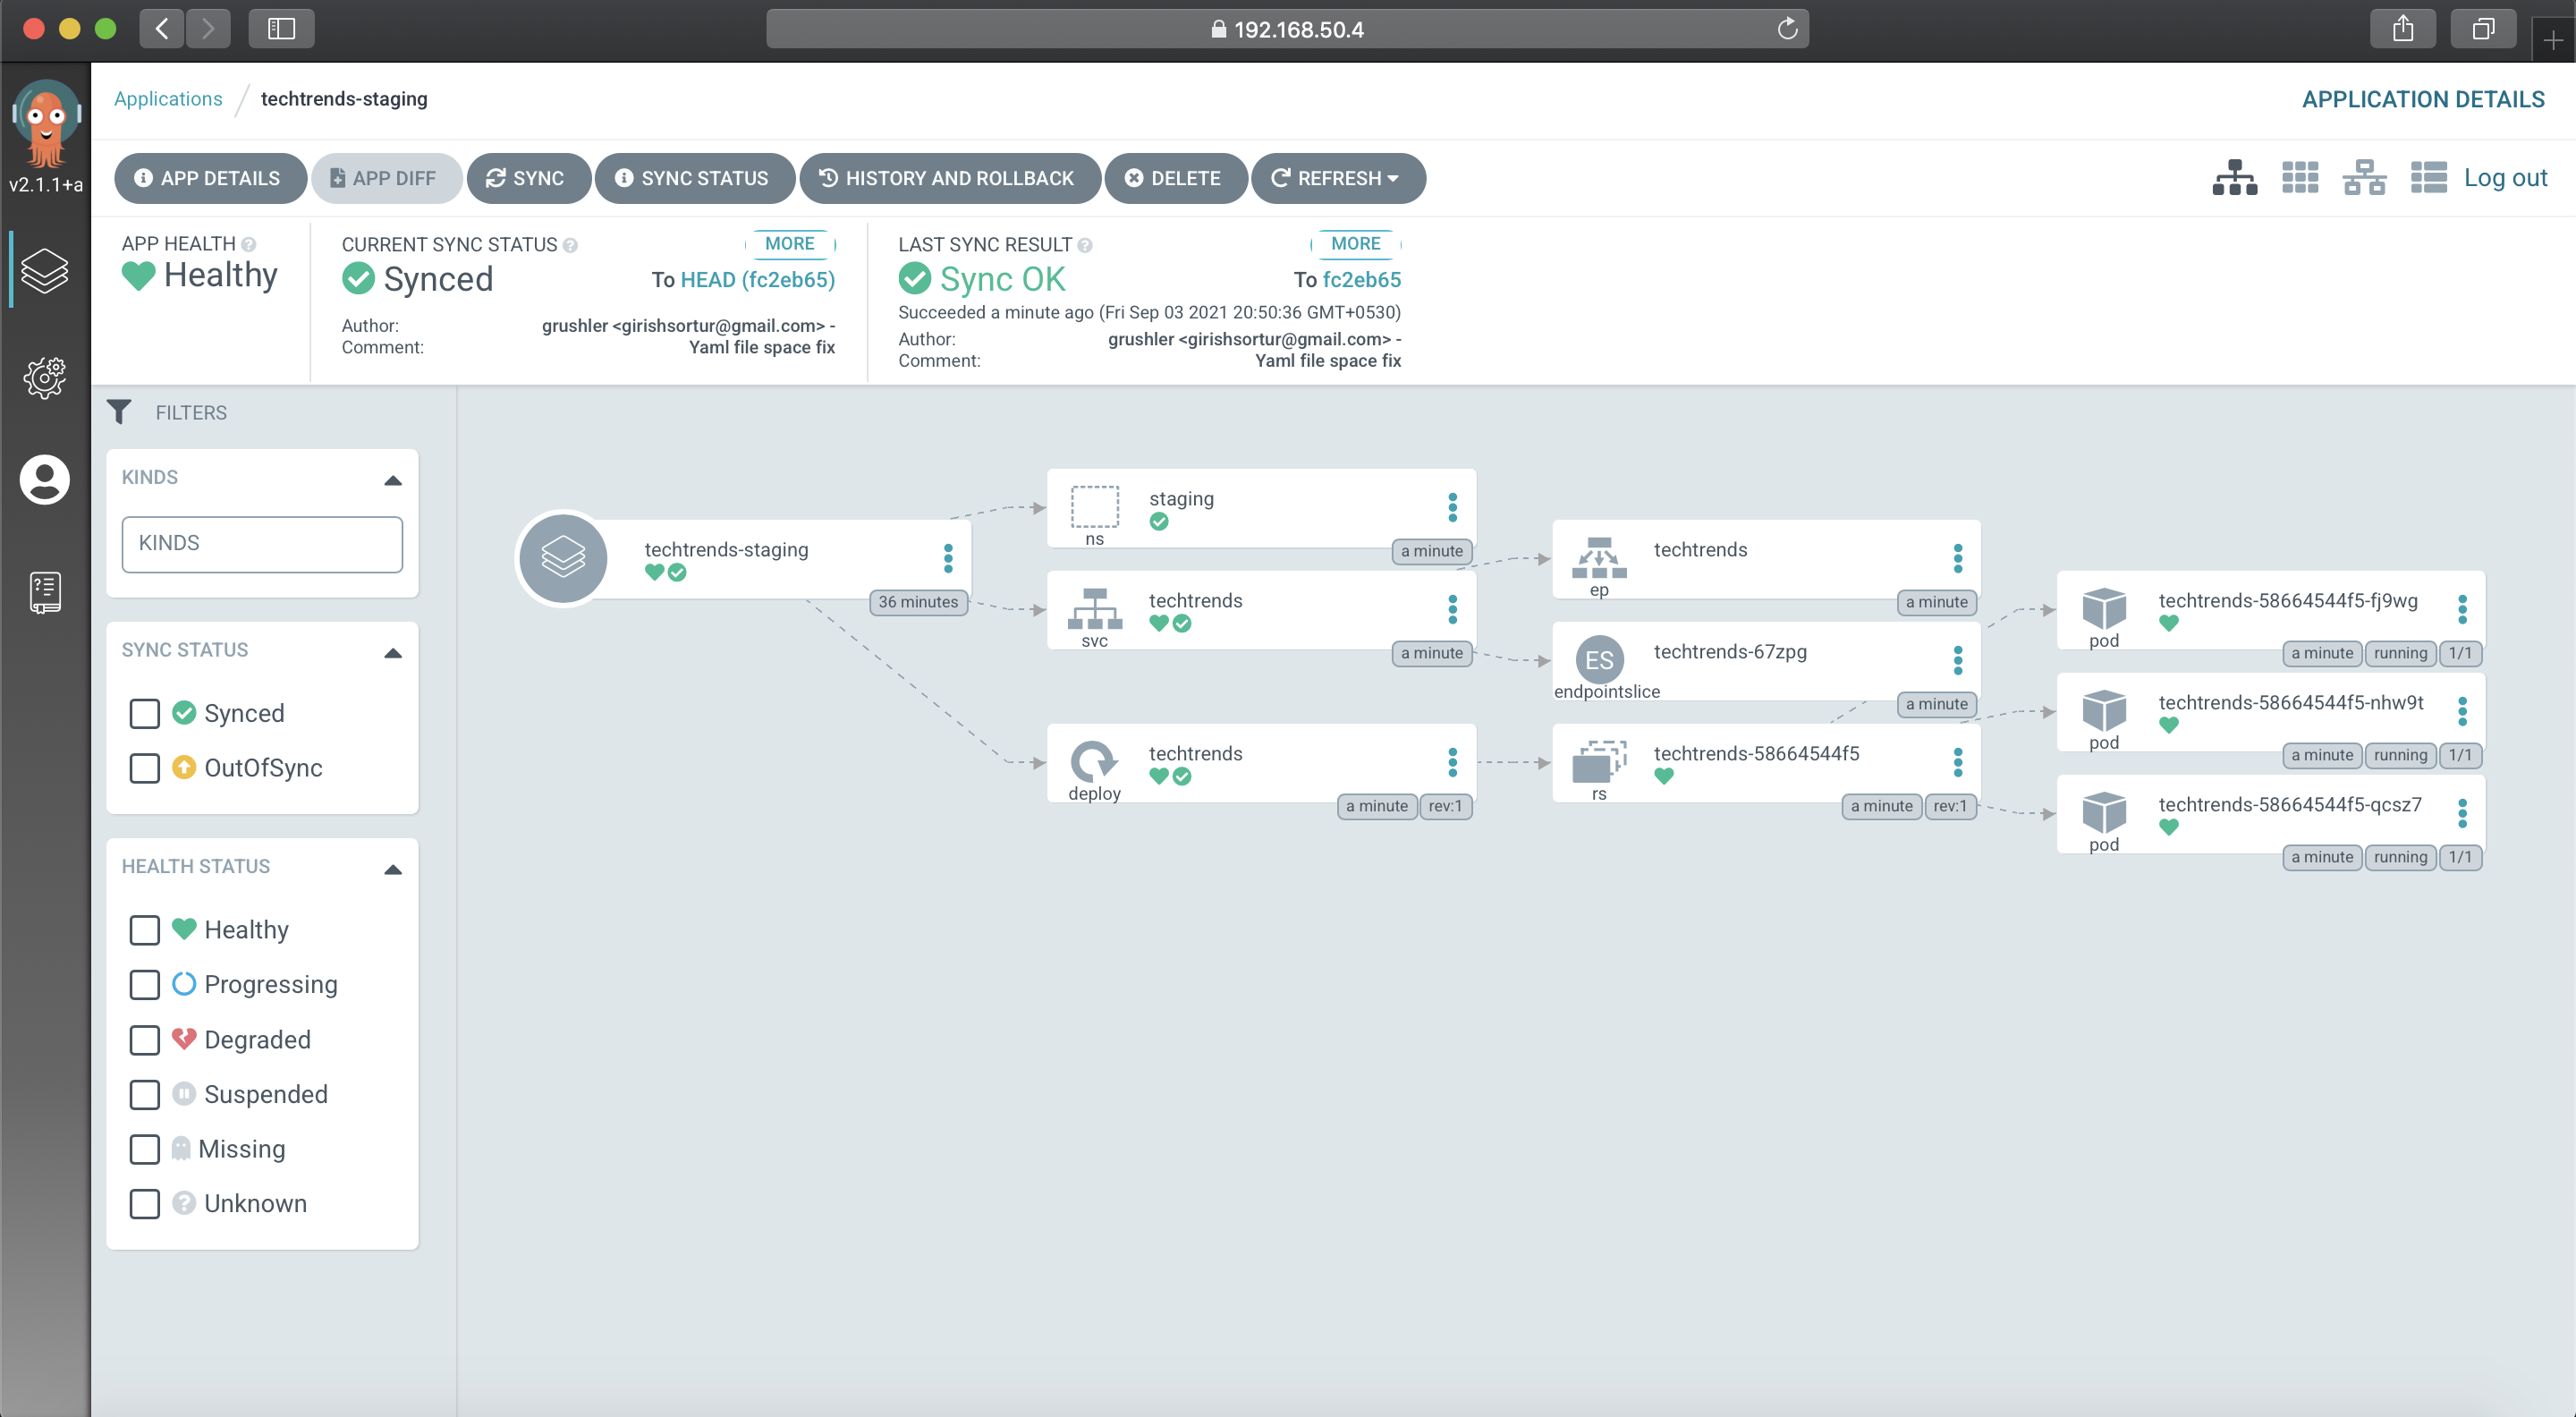 192.168.50.4
v2.1.1+a
Applications / techtrends-staging
APPLICATION DETAILS
APP DETAILS
APP DIFF
SYNC
SYNC STATUS
HISTORY AND ROLLBACK
DELETE
REFRESH
Log out
APP HEALTH
Healthy
CURRENT SYNC STATUS
MORE
Synced
To HEAD (fc2eb65)
Author: grushler <girishsortur@gmail.com> -
Comment: Yaml file space fix
LAST SYNC RESULT
MORE
Sync OK
To fc2eb65
Succeeded a minute ago (Fri Sep 03 2021 20:50:36 GMT+0530)
Author: grushler <girishsortur@gmail.com> -
Comment: Yaml file space fix
FILTERS
KINDS
KINDS
SYNC STATUS
Synced
OutOfSync
HEALTH STATUS
Healthy
Progressing
Degraded
Suspended
Missing
Unknown
techtrends-staging
36 minutes
staging
ns
a minute
techtrends
svc
a minute
techtrends
deploy
a minute
rev:1
techtrends
ep
a minute
ES
techtrends-67zpg
endpointslice
a minute
techtrends-58664544f5
rs
a minute
rev:1
techtrends-58664544f5-fj9wg
pod
a minute
running
1/1
techtrends-58664544f5-nhw9t
pod
a minute
running
1/1
techtrends-58664544f5-qcsz7
pod
a minute
running
1/1